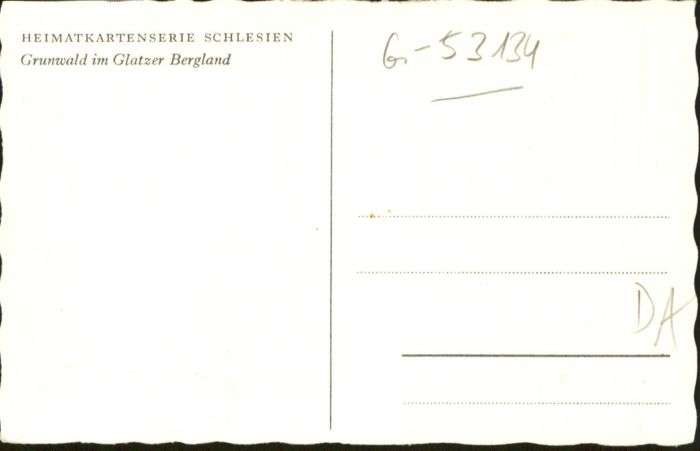 HEIMATKARTENSERIE SCHLESIEN
Grunwald im Glatzer Bergland
G-53134
DA